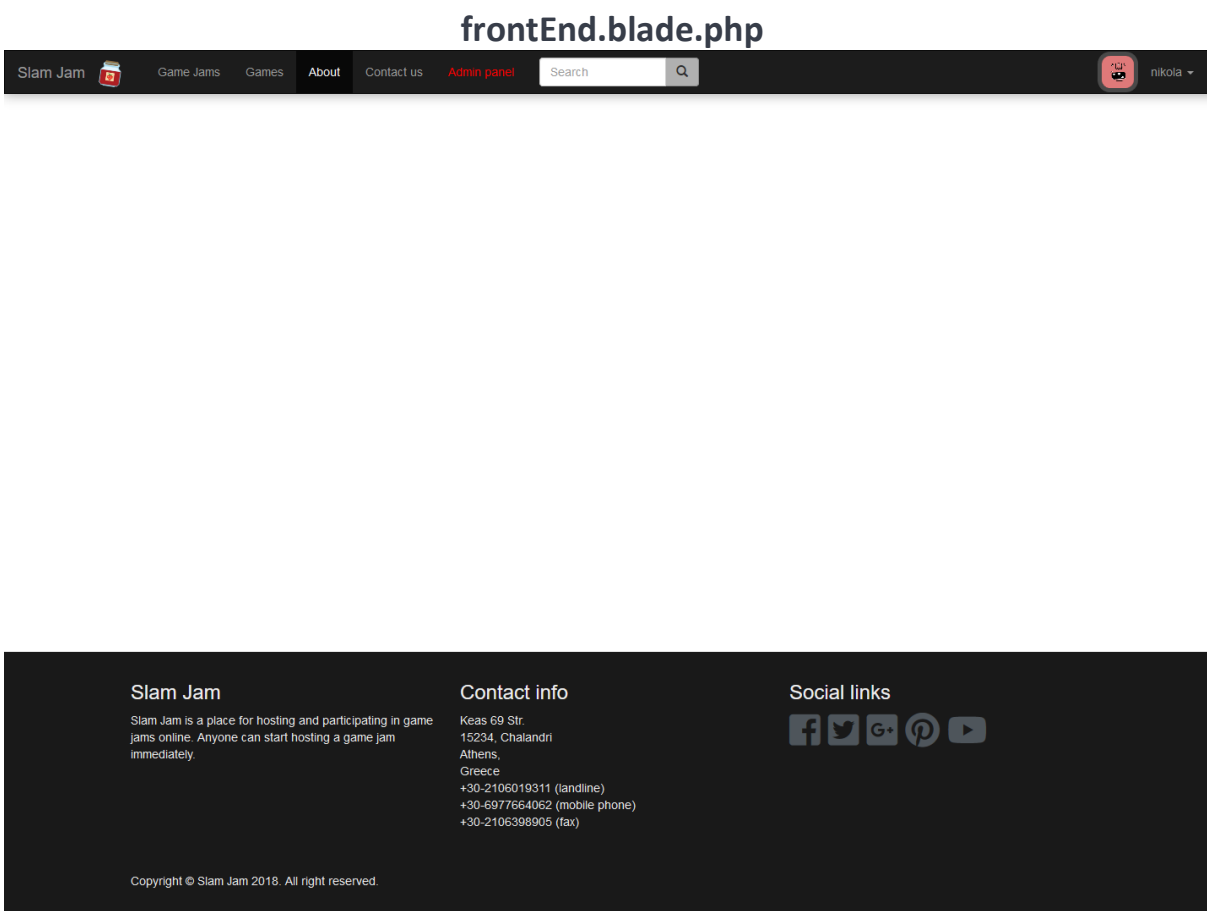 frontEnd.blade.php
Slam Jam Game Jams Games About Contact us Admin panel Search nikola
Slam Jam
Slam Jam is a place for hosting and participating in game
jams online. Anyone can start hosting a game jam
immediately.
Contact info
Keas 69 Str.
15234, Chalandri
Athens,
Greece
+30-2106019311 (landline)
+30-6977664062 (mobile phone)
+30-2106398905 (fax)
Social links
G+
Copyright © Slam Jam 2018. All right reserved.